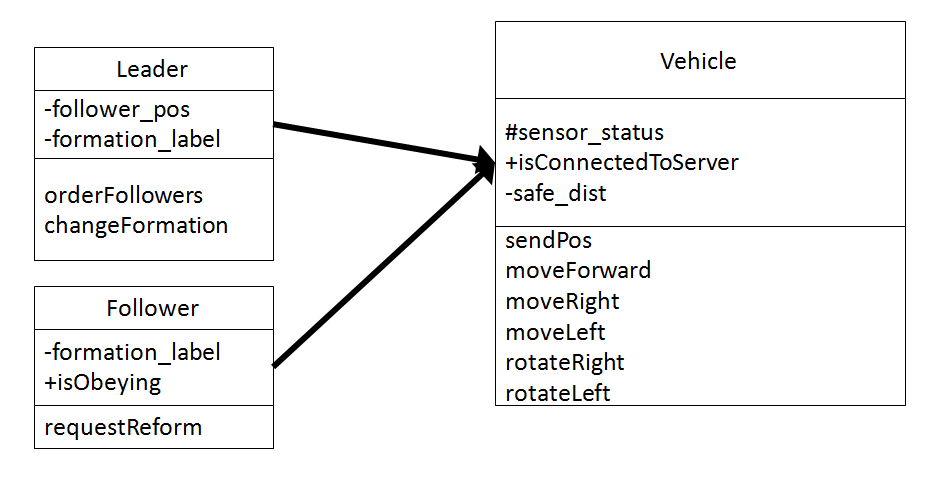 Leader
-follower_pos
-formation_label
orderFollowers
changeFormation
Follower
-formation_label
+isObeying
requestReform
Vehicle
#sensor_status
+isConnectedToServer
-safe_dist
sendPos
moveForward
moveRight
moveLeft
rotateRight
rotateLeft